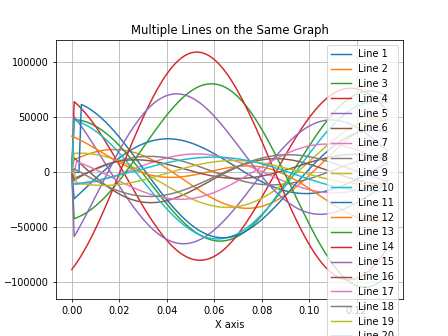 Multiple Lines on the Same Graph
100000
50000
0
−50000
−100000
0.00
0.02
0.04
0.06
0.08
0.10
X axis
Line 1
Line 2
Line 3
Line 4
Line 5
Line 6
Line 7
Line 8
Line 9
Line 10
Line 11
Line 12
Line 13
Line 14
Line 15
Line 16
Line 17
Line 18
Line 19
Line 20